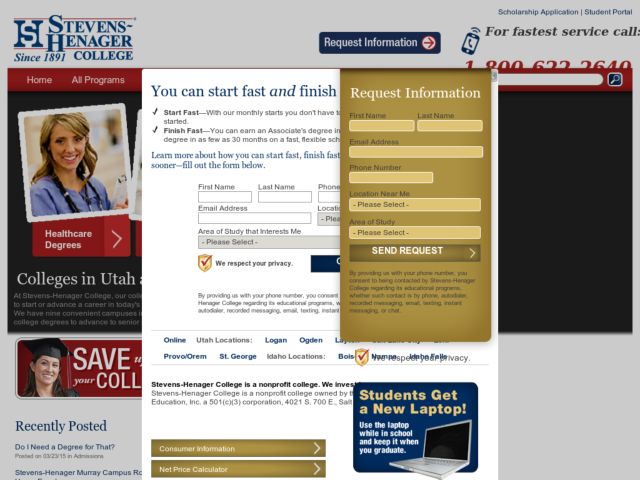 Scholarship Application | Student Portal
STEVENS-
HENAGER
Since 1891 COLLEGE
Request Information
For fastest service call:
1.800.622.2640
Home All Programs
You can start fast and finish
Start Fast—With our monthly starts you don't have to
started.
Finish Fast—You can earn an Associate's degree in
degree in as few as 30 months on a fast, flexible
Learn more about how you can start fast, finish fast
sooner—fill out the form below.
First Name Last Name Phone
Email Address
Area of Study that Interests Me
- Please Select -
We respect your privacy.
By providing us with your phone number, you consent
Henager College regarding its educational programs,
autodialer, recorded messaging, email, texting, instant
Request Information
First Name Last Name
Email Address
Phone Number
Location Near Me
- Please Select -
Area of Study
- Please Select -
SEND REQUEST
By providing us with your phone number, you
consent to being contacted by Stevens-Henager
College regarding its educational programs,
whether such contact is by phone, autodialer,
recorded messaging, email, texting, instant
messaging, or chat.
We respect your privacy.
Healthcare
Degrees
Colleges in Utah
At Stevens-Henager College, our
to start or advance a career in today's
We have nine convenient campuses
college degrees to advance to senior
Online Utah Locations: Logan Ogden
Provo/Orem St. George Idaho Locations: Boise Nampa Idaho Falls
SAVE up
your COLL
Stevens-Henager College is a nonprofit college. We
Stevens-Henager College is a nonprofit college owned by
Education, Inc. a 501(c)(3) corporation, 4021 S. 700 E., Salt
Students Get
a New Laptop!
Use the laptop
while in school
and keep it when
you graduate.
Recently Posted
Do I Need a Degree for That?
Posted on 03/23/15 in Admissions
Stevens-Henager Murray Campus
Consumer Information
Net Price Calculator